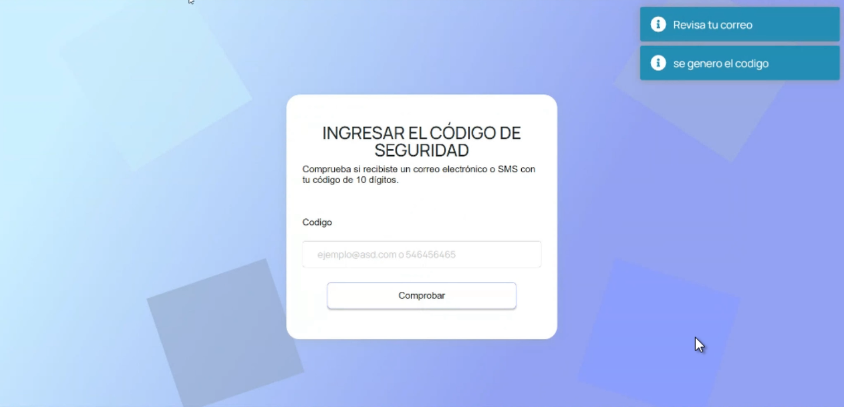 Revisa tu correo
se genero el codigo
INGRESAR EL CÓDIGO DE
SEGURIDAD
Comprueba si recibiste un correo electrónico o SMS con
tu código de 10 dígitos.
Codigo
ejemplo@asd.com o 546456465
Comprobar